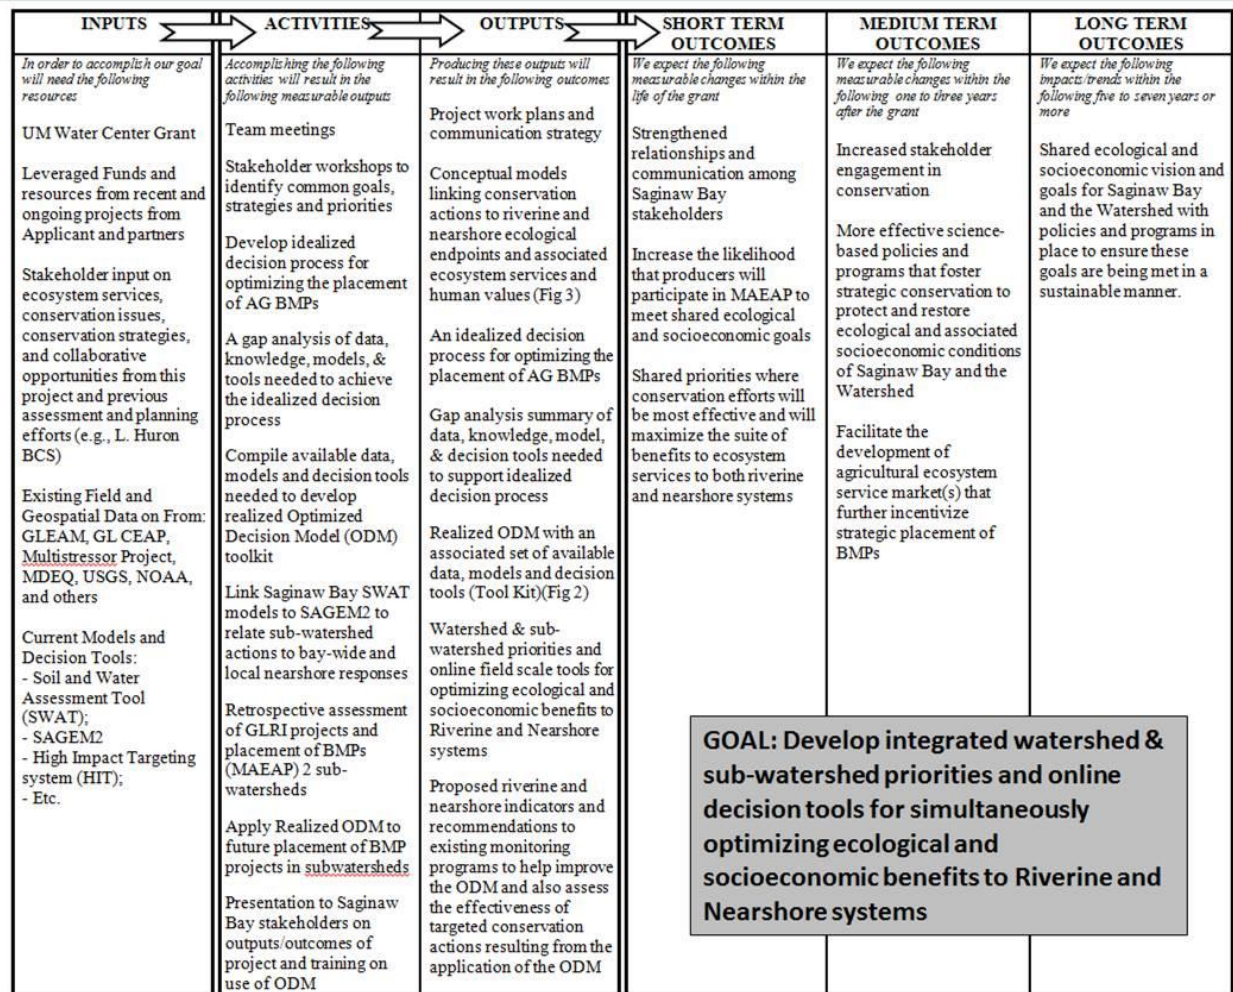 INPUTS
In order to accomplish our goal
will need the following
resources
UM Water Center Grant
Leveraged Funds and
resources from recent and
ongoing projects from
Applicant and partners
Stakeholder input on
ecosystem services,
conservation issues,
conservation strategies,
and collaborative
opportunities from this
project and previous
assessment and planning
efforts (e.g., L. Huron
BCS)
Existing Field and
Geospatial Data on From:
GLEAM, GL CEAP,
Multistressor Project,
MDEQ, USGS, NOAA,
and others
Current Models and
Decision Tools:
- Soil and Water
Assessment Tool
(SWAT);
- SAGEM2
- High Impact Targeting
system (HIT);
- Etc.
ACTIVITIES
Accomplishing the following
activities will result in the
following measurable outputs
Team meetings
Stakeholder workshops to
identify common goals,
strategies and priorities
Develop idealized
decision process for
optimizing the placement
of AG BMPs
A gap analysis of data,
knowledge, models, &
tools needed to achieve
the idealized decision
process
Compile available data,
models and decision tools
needed to develop
realized Optimized
Decision Model (ODM)
toolkit
Link Saginaw Bay SWAT
models to SAGEM2 to
relate sub-watershed
actions to bay-wide and
local nearshore responses
Retrospective assessment
of GLRI projects and
placement of BMPs
(MAEAP) 2 sub-
watersheds
Apply Realized ODM to
future placement of BMP
projects in subwatersheds
Presentation to Saginaw
Bay stakeholders on
outputs/outcomes of
project and training on
use of ODM
OUTPUTS
Producing these outputs will
result in the following outcomes
Project work plans and
communication strategy
Conceptual models
linking conservation
actions to riverine and
nearshore ecological
endpoints and associated
ecosystem services and
human values (Fig 3)
An idealized decision
process for optimizing the
placement of AG BMPs
Gap analysis summary of
data, knowledge, model,
& decision tools needed
to support idealized
decision process
Realized ODM with an
associated set of available
data, models and decision
tools (Tool Kit)(Fig 2)
Watershed & sub-
watershed priorities and
online field scale tools for
optimizing ecological and
socioeconomic benefits to
Riverine and Nearshore
systems
Proposed riverine and
nearshore indicators and
recommendations to
existing monitoring
programs to help improve
the ODM and also assess
the effectiveness of
targeted conservation
actions resulting from the
application of the ODM
SHORT TERM
OUTCOMES
We expect the following
measurable changes within the
life of the grant
Strengthened
relationships and
communication among
Saginaw Bay
stakeholders
Increase the likelihood
that producers will
participate in MAEAP to
meet shared ecological
and socioeconomic goals
Shared priorities where
conservation efforts will
be most effective and will
maximize the suite of
benefits to ecosystem
services to both riverine
and nearshore systems
MEDIUM TERM
OUTCOMES
We expect the following
measurable changes within the
following one to three years
after the grant
Increased stakeholder
engagement in
conservation
More effective science-
based policies and
programs that foster
strategic conservation to
protect and restore
ecological and associated
socioeconomic conditions
of Saginaw Bay and the
Watershed
Facilitate the
development of
agricultural ecosystem
service market(s) that
further incentivize
strategic placement of
BMPs
LONG TERM
OUTCOMES
We expect the following
impacts/trends within the
following five to seven years or
more
Shared ecological and
socioeconomic vision and
goals for Saginaw Bay
and the Watershed with
policies and programs in
place to ensure these
goals are being met in a
sustainable manner.
GOAL: Develop integrated watershed &
sub-watershed priorities and online
decision tools for simultaneously
optimizing ecological and
socioeconomic benefits to Riverine and
Nearshore systems